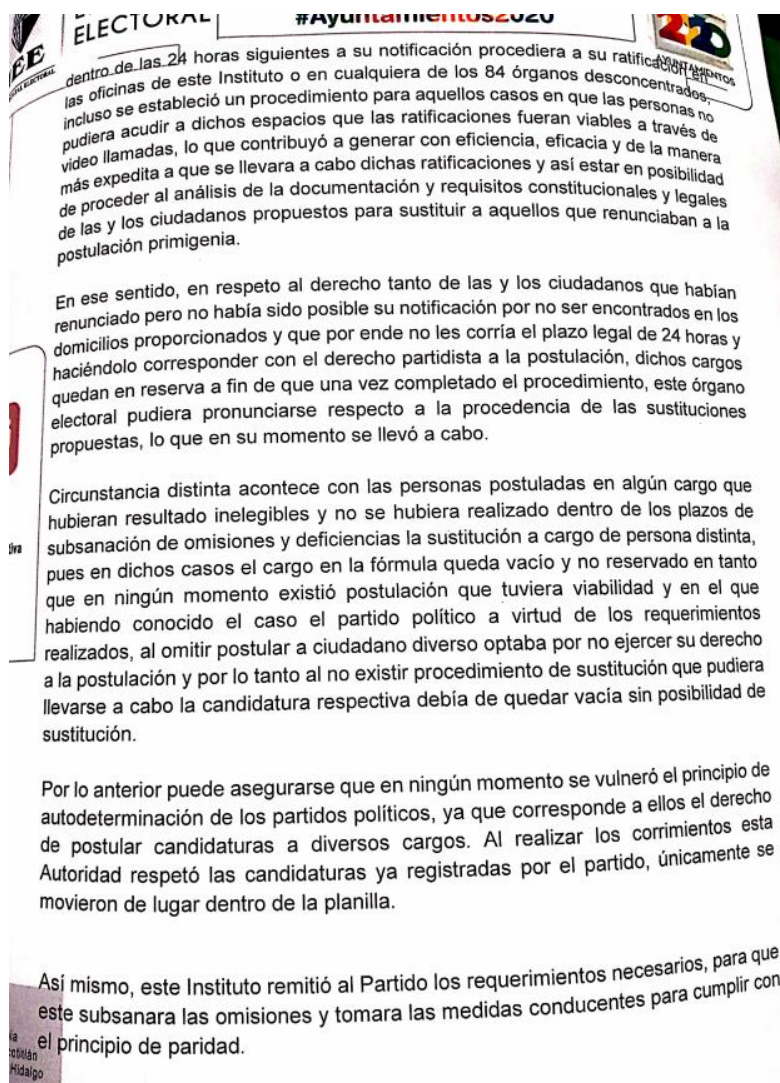 ELECTORAL
#Ayuntamientos2020
EE
AYUNTAMIENTOS
dentro de las 24 horas siguientes a su notificación procediera a su ratificación en
las oficinas de este Instituto o en cualquiera de los 84 órganos desconcentrados,
incluso se estableció un procedimiento para aquellos casos en que las personas no
pudiera acudir a dichos espacios que las ratificaciones fueran viables a través de
video llamadas, lo que contribuyó a generar con eficiencia, eficacia y de la manera
más expedita a que se llevara a cabo dichas ratificaciones y así estar en posibilidad
de proceder al análisis de la documentación y requisitos constitucionales y legales
de las y los ciudadanos propuestos para sustituir a aquellos que renunciaban a la
postulación primigenia.
En ese sentido, en respeto al derecho tanto de las y los ciudadanos que habían
renunciado pero no había sido posible su notificación por no ser encontrados en los
domicilios proporcionados y que por ende no les corría el plazo legal de 24 horas y
haciéndolo corresponder con el derecho partidista a la postulación, dichos cargos
quedan en reserva a fin de que una vez completado el procedimiento, este órgano
electoral pudiera pronunciarse respecto a la procedencia de las sustituciones
propuestas, lo que en su momento se llevó a cabo.
Circunstancia distinta acontece con las personas postuladas en algún cargo que
hubieran resultado inelegibles y no se hubiera realizado dentro de los plazos de
subsanación de omisiones y deficiencias la sustitución a cargo de persona distinta,
pues en dichos casos el cargo en la fórmula queda vacío y no reservado en tanto
que en ningún momento existió postulación que tuviera viabilidad y en el que
habiendo conocido el caso el partido político a virtud de los requerimientos
realizados, al omitir postular a ciudadano diverso optaba por no ejercer su derecho
a la postulación y por lo tanto al no existir procedimiento de sustitución que pudiera
llevarse a cabo la candidatura respectiva debía de quedar vacía sin posibilidad de
sustitución.
Por lo anterior puede asegurarse que en ningún momento se vulneró el principio de
autodeterminación de los partidos políticos, ya que corresponde a ellos el derecho
de postular candidaturas a diversos cargos. Al realizar los corrimientos esta
Autoridad respetó las candidaturas ya registradas por el partido, únicamente se
movieron de lugar dentro de la planilla.
Así mismo, este Instituto remitió al Partido los requerimientos necesarios, para que
este subsanara las omisiones y tomara las medidas conducentes para cumplir con
el principio de paridad.
Hidalgo